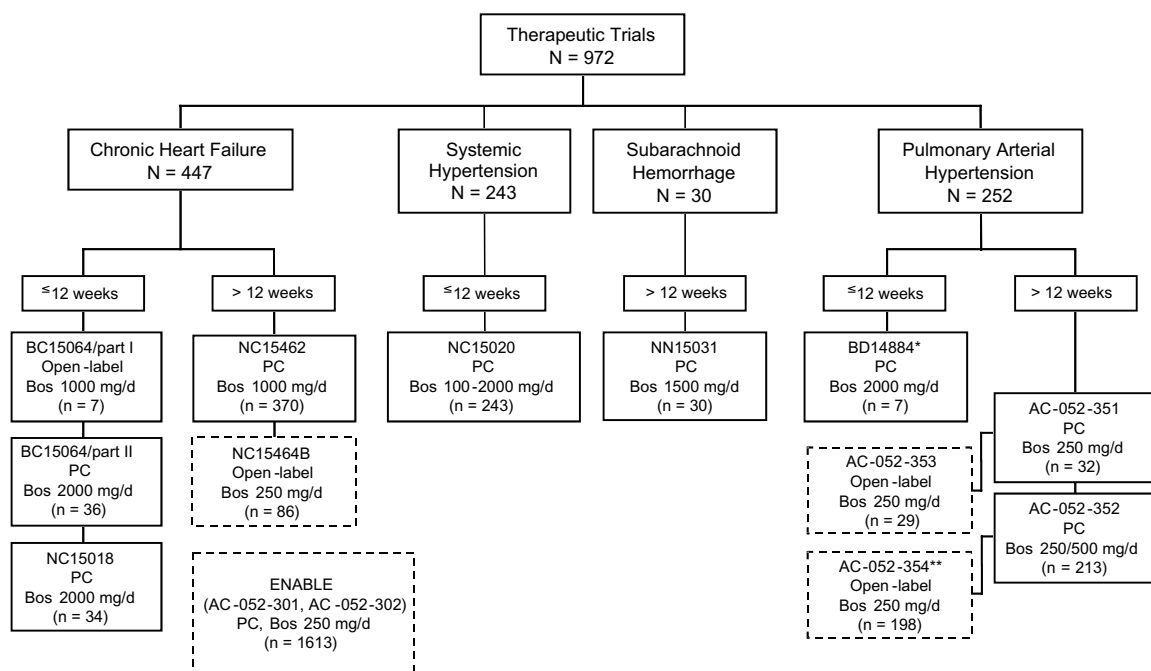 Therapeutic Trials
N = 972
Chronic Heart Failure
N = 447
Systemic
Hypertension
N = 243
Subarachnoid
Hemorrhage
N = 30
Pulmonary Arterial
Hypertension
N = 252
≤12 weeks
> 12 weeks
≤12 weeks
> 12 weeks
≤12 weeks
> 12 weeks
BC15064/part I
Open-label
Bos 1000 mg/d
(n = 7)
BC15064/part II
PC
Bos 2000 mg/d
(n = 36)
NC15018
PC
Bos 2000 mg/d
(n = 34)
NC15462
PC
Bos 1000 mg/d
(n = 370)
NC15464B
Open-label
Bos 250 mg/d
(n = 86)
ENABLE
(AC-052-301, AC-052-302)
PC, Bos 250 mg/d
(n = 1613)
NC15020
PC
Bos 100-2000 mg/d
(n = 243)
NN15031
PC
Bos 1500 mg/d
(n = 30)
BD14884*
PC
Bos 2000 mg/d
(n = 7)
AC-052-353
Open-label
Bos 250 mg/d
(n = 29)
AC-052-354**
Open-label
Bos 250 mg/d
(n = 198)
AC-052-351
PC
Bos 250 mg/d
(n = 32)
AC-052-352
PC
Bos 250/500 mg/d
(n = 213)